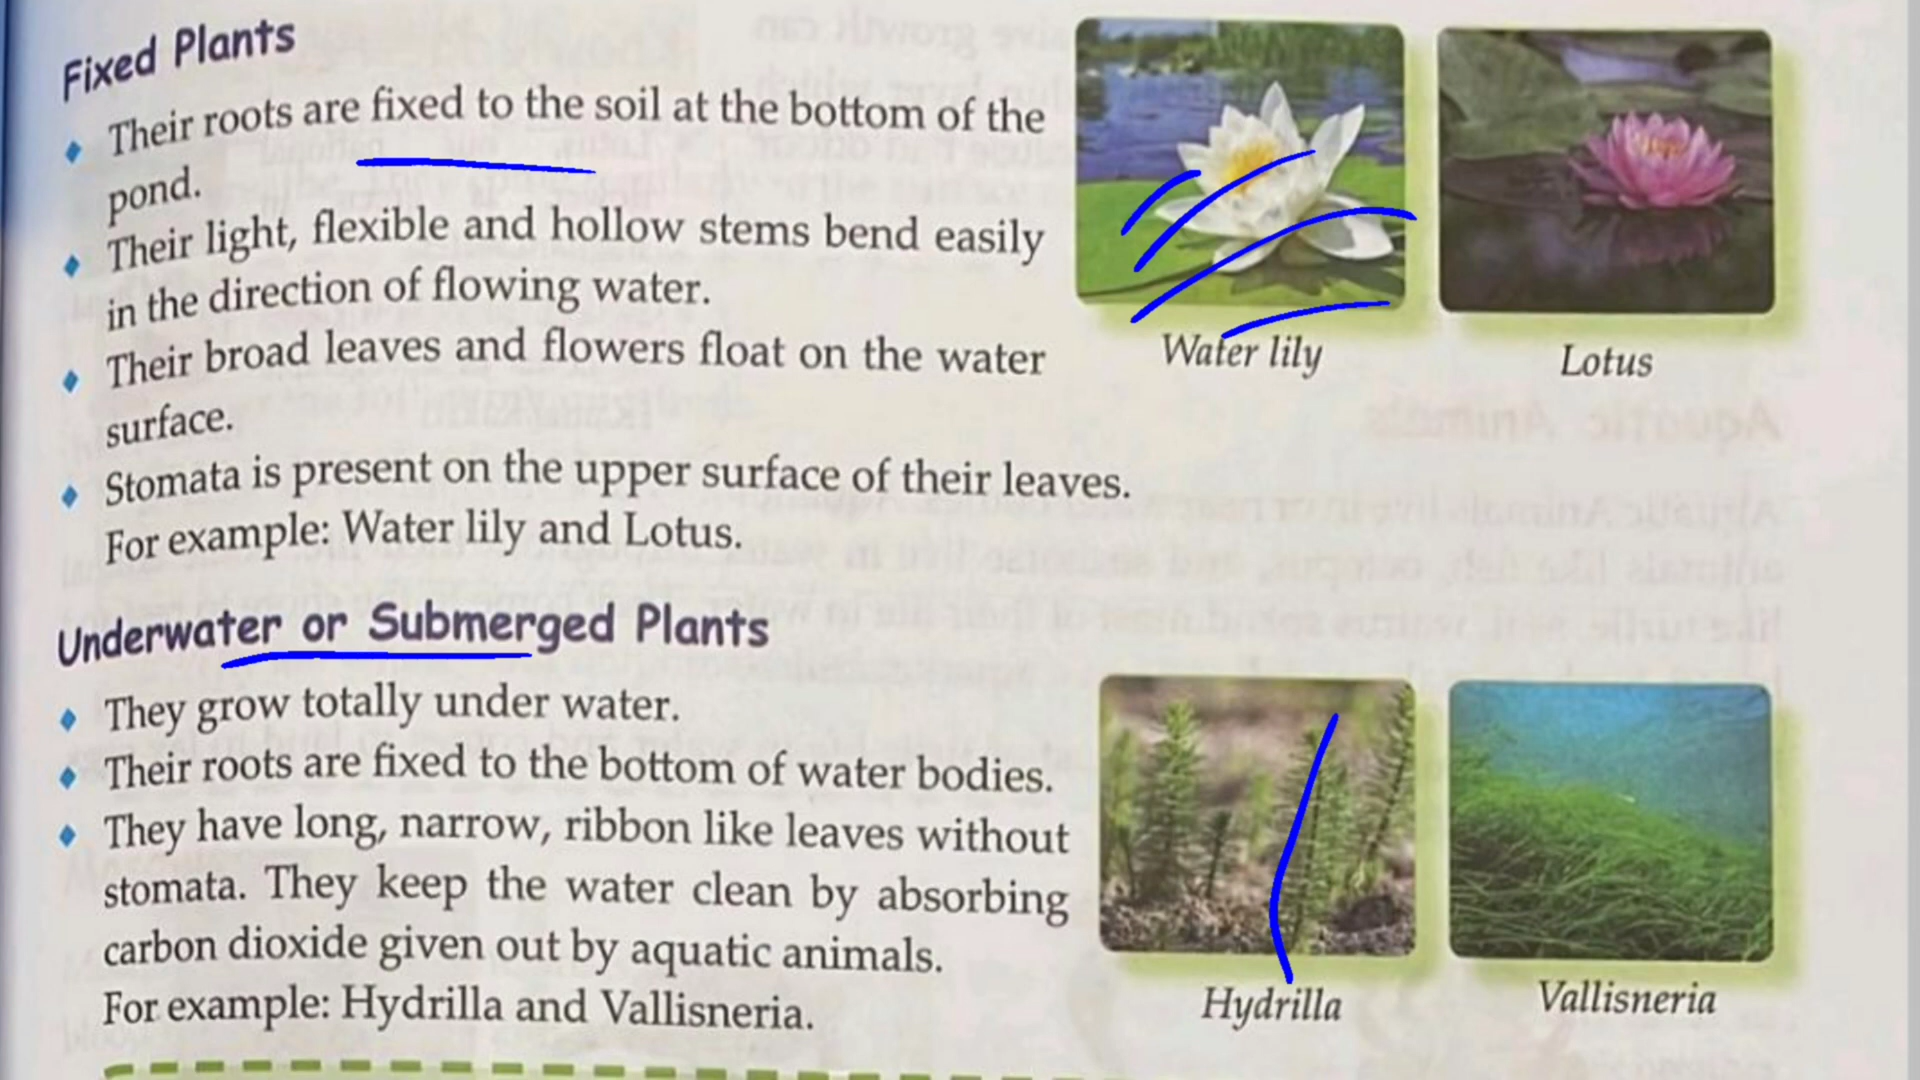 Fixed Plants
Their roots are fixed to the soil at the bottom of the
pond.
Their light, flexible and hollow stems bend easily
in the direction of flowing water.
Their broad leaves and flowers float on the water
surface.
Stomata is present on the upper surface of their leaves.
For example: Water lily and Lotus.
Water lily
Lotus
Underwater or Submerged Plants
They grow totally under water.
Their roots are fixed to the bottom of water bodies.
They have long, narrow, ribbon like leaves without
stomata. They keep the water clean by absorbing
carbon dioxide given out by aquatic animals.
For example: Hydrilla and Vallisneria.
Hydrilla
Vallisneria